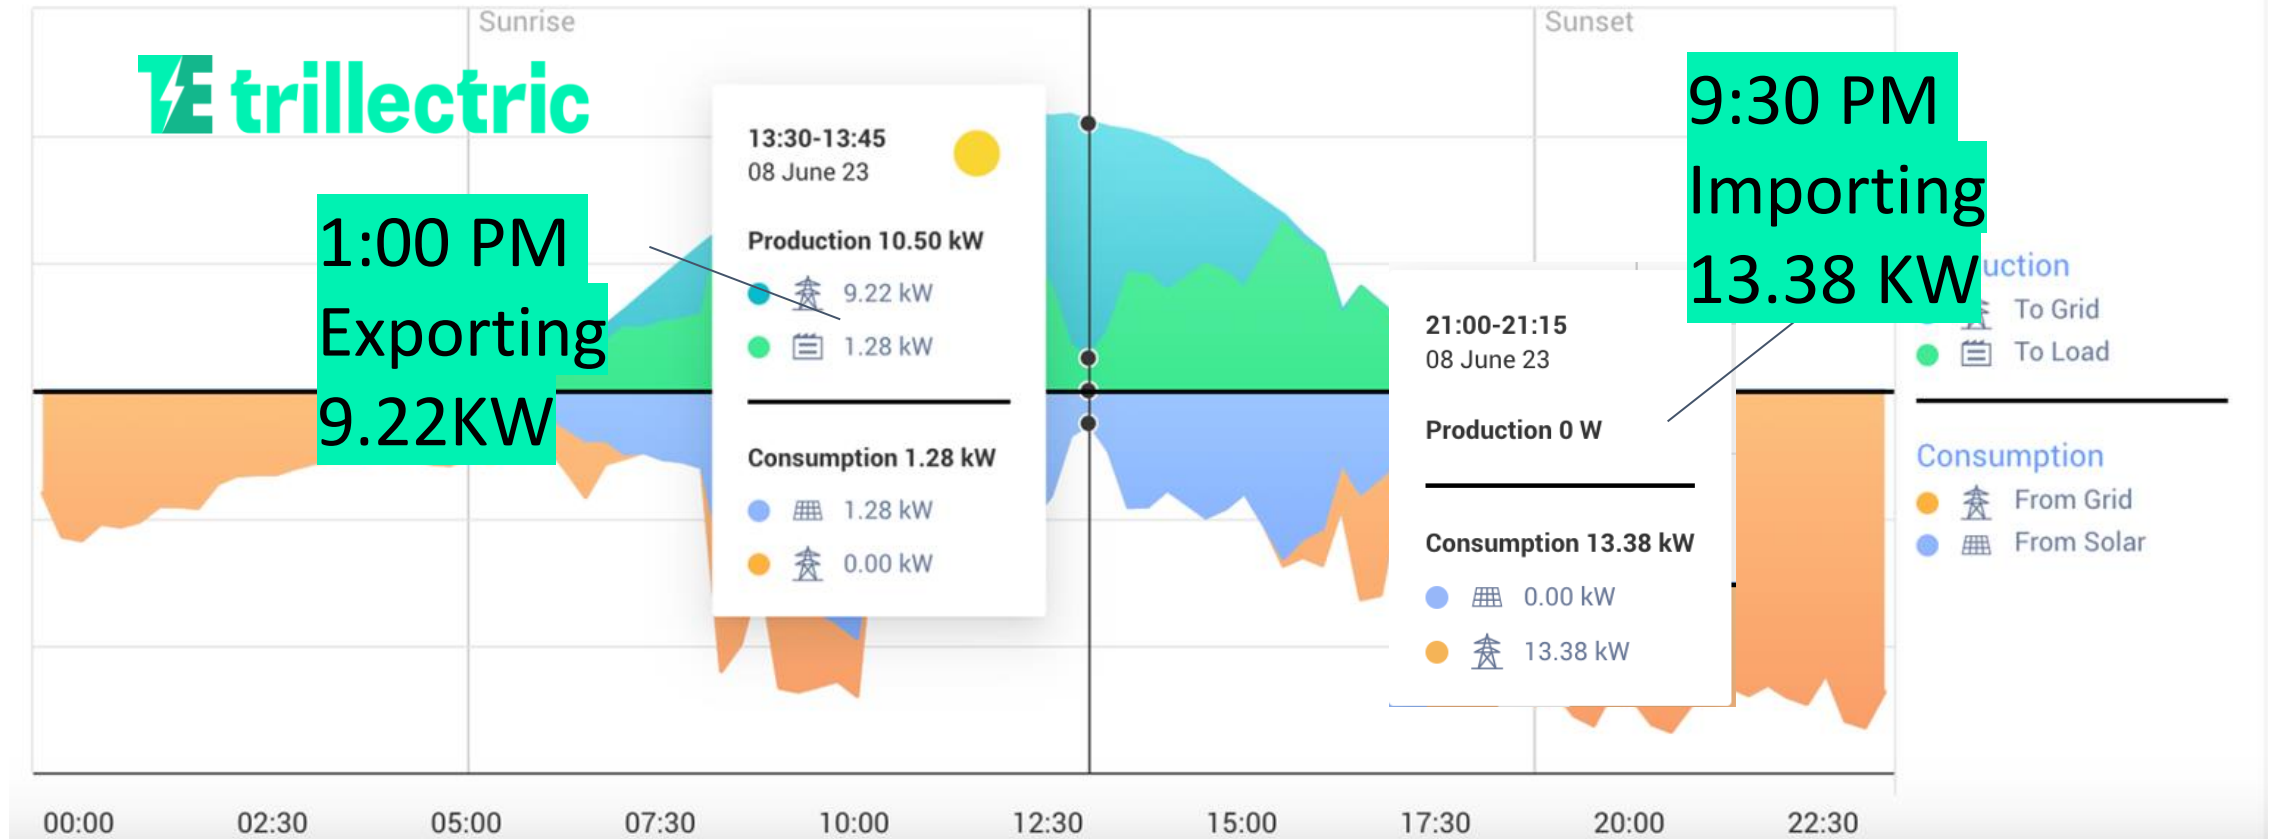 Sunrise
Sunset
TE trillectric
9:30 PM
Importing
13.38 KW
1:00 PM
Exporting
9.22KW
13:30-13:45
08 June 23
Production 10.50 kW
9.22 kW
1.28 kW
Consumption 1.28 kW
1.28 kW
0.00 kW
21:00-21:15
08 June 23
Production 0 W
Consumption 13.38 kW
0.00 kW
13.38 kW
uction
To Grid
To Load
Consumption
From Grid
From Solar
00:00 02:30 05:00 07:30 10:00 12:30 15:00 17:30 20:00 22:30